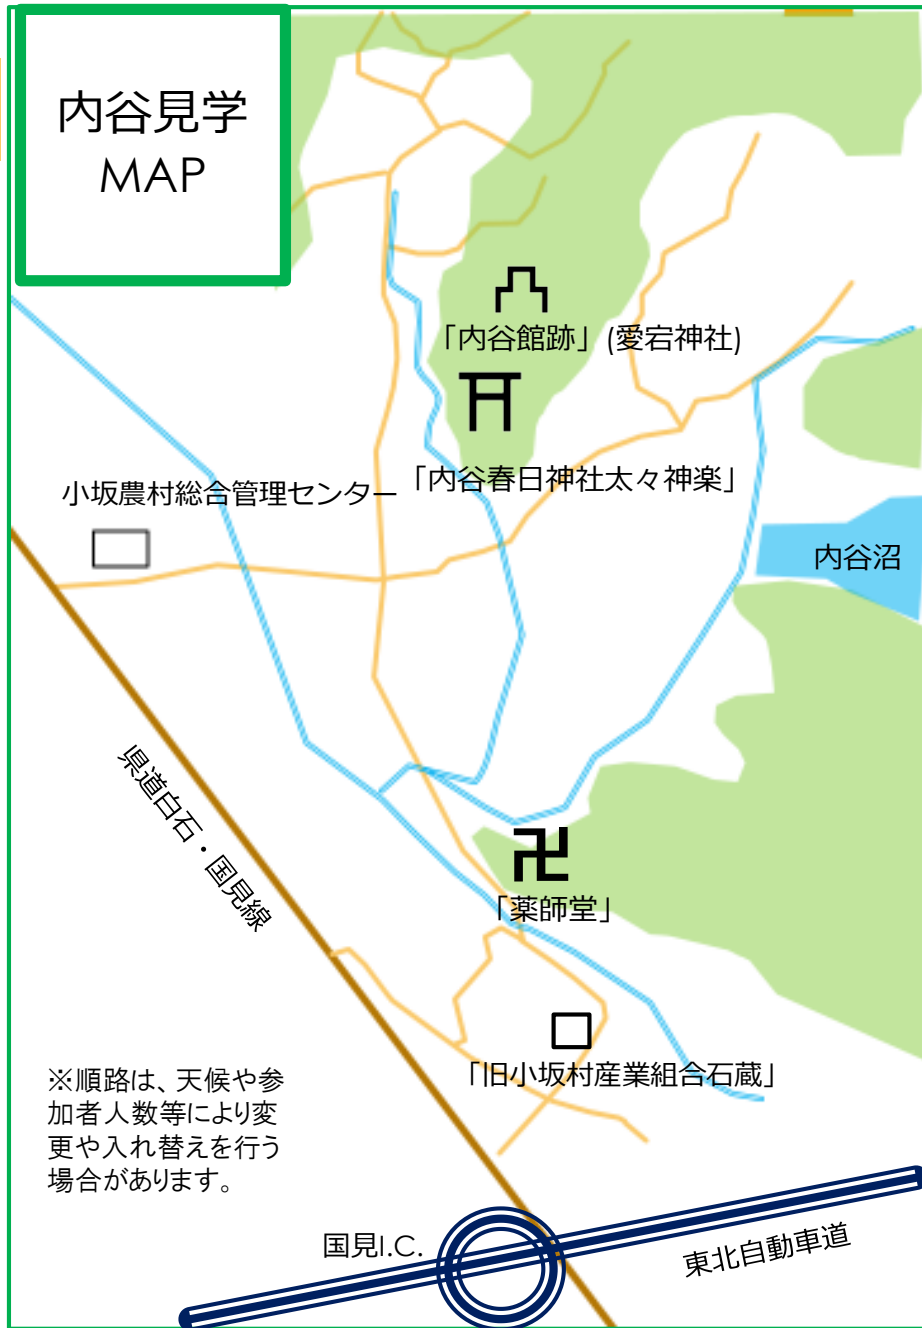 内谷見学
MAP
「内谷館跡」(愛宕神社)
「内谷春日神社太々神楽」
小坂農村総合管理センター
内谷沼
県道白石・国見線
「薬師堂」
「旧小坂村産業組合石蔵」
※順路は、天候や参
加者人数等により変
更や入れ替えを行う
場合があります。
国見I.C.
東北自動車道